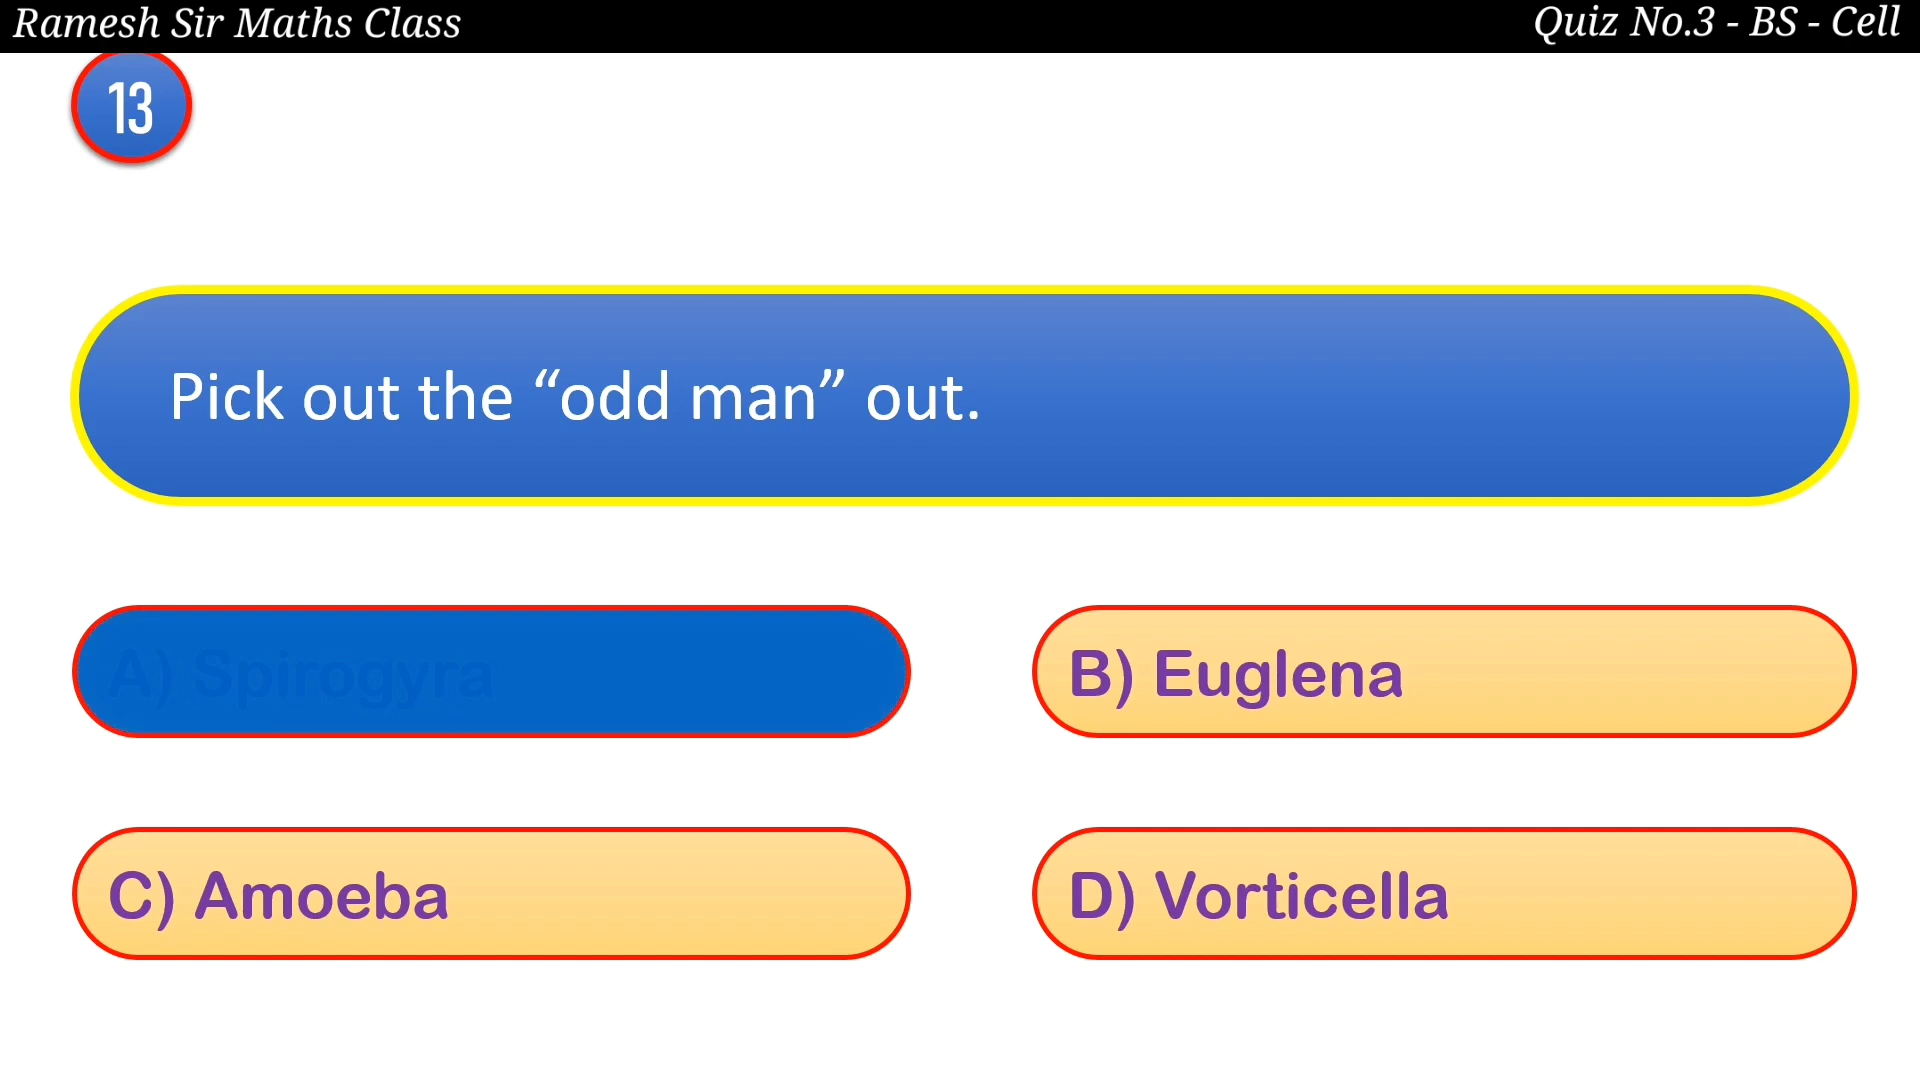 Ramesh Sir Maths Class
Quiz No.3 - BS - Cell
13
Pick out the “odd man” out.
A) Spirogyra
B) Euglena
C) Amoeba
D) Vorticella